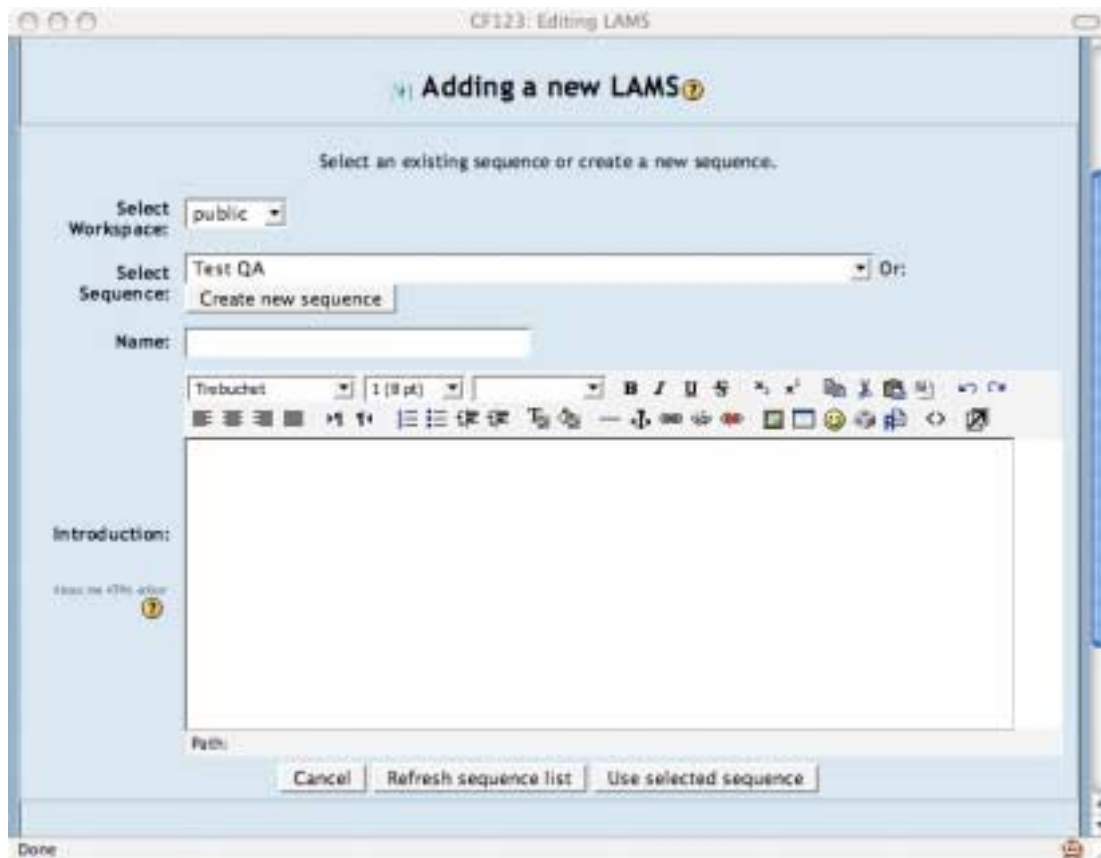 CF123: Editing LAMS
Adding a new LAMS
Select an existing sequence or create a new sequence.
Select
Workspace:
public
Select
Sequence:
Test QA
Or:
Create new sequence
Name:
Trebuchet
1 (8 pt)
B I U S
Introduction:
Path:
Cancel
Refresh sequence list
Use selected sequence
Done